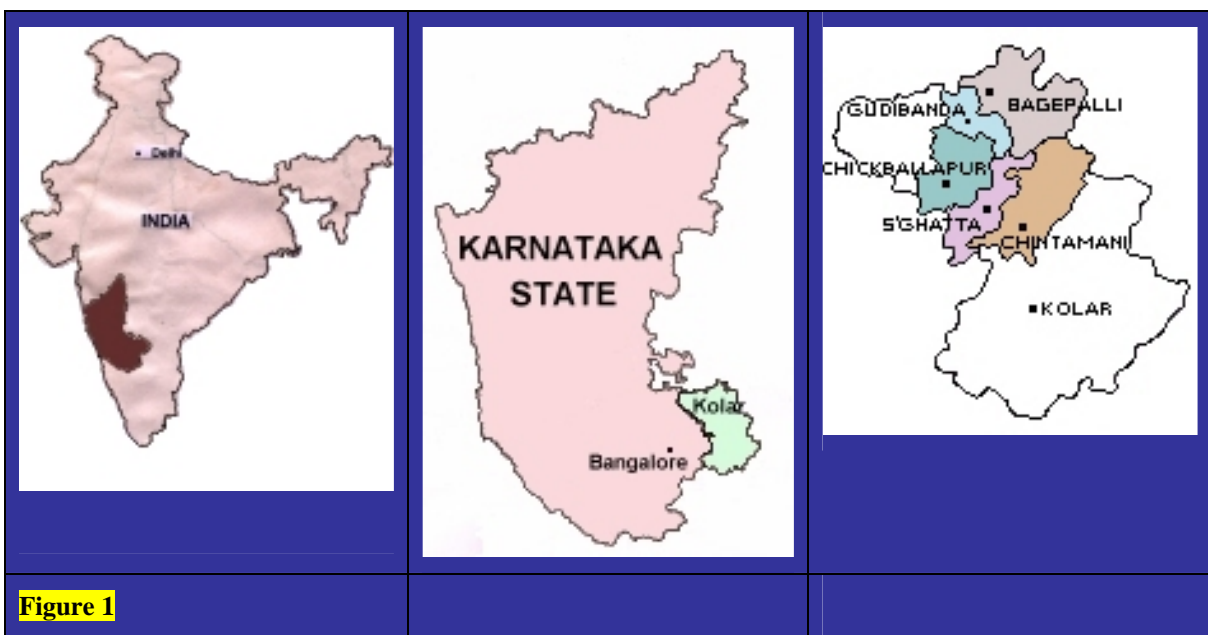 Delhi
INDIA
KARNATAKA
STATE
Kolar
Bangalore
GUDIBANDA
BAGEPALLI
CHICKBALLAPUR
S'GHATTA
CHINTAMANI
KOLAR
Figure 1